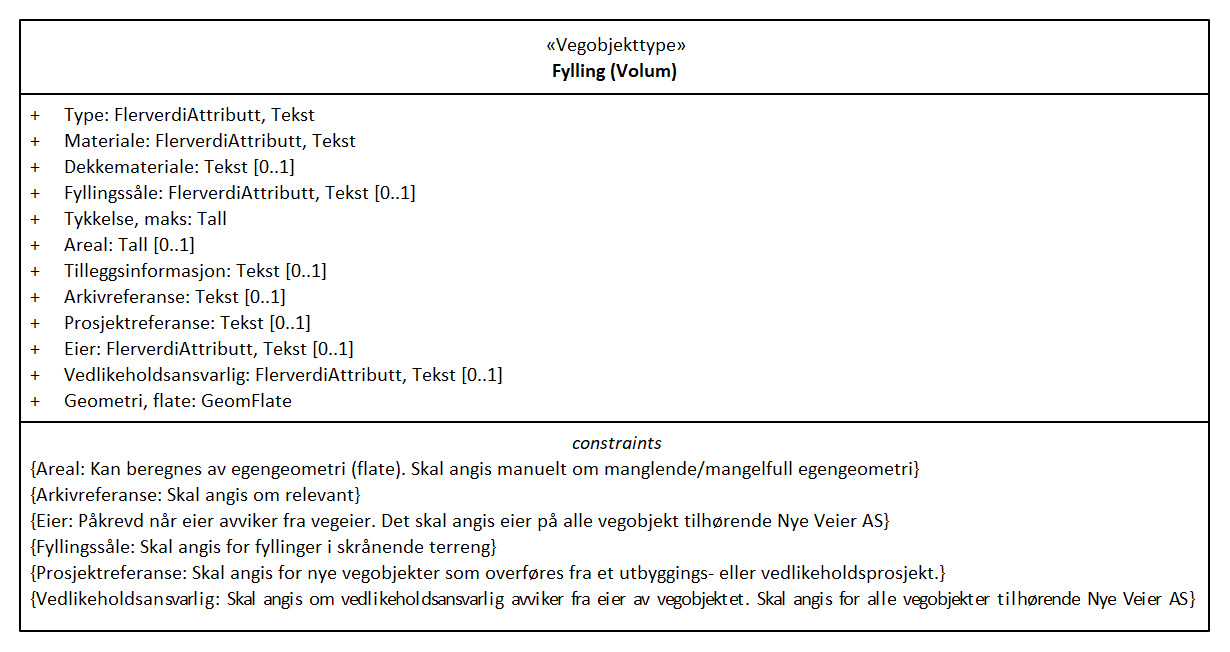 «Vegobjekttype»
Fylling (Volum)
+ Type: FlerverdiAttributt, Tekst
+ Materiale: FlerverdiAttributt, Tekst
+ Dekkemateriale: Tekst [0..1]
+ Fyllingssåle: FlerverdiAttributt, Tekst [0..1]
+ Tykkelse, maks: Tall
+ Areal: Tall [0..1]
+ Tilleggsinformasjon: Tekst [0..1]
+ Arkivreferanse: Tekst [0..1]
+ Prosjektreferanse: Tekst [0..1]
+ Eier: FlerverdiAttributt, Tekst [0..1]
+ Vedlikeholdsansvarlig: FlerverdiAttributt, Tekst [0..1]
+ Geometri, flate: GeomFlate
constraints
{Areal: Kan beregnes av egengeometri (flate). Skal angis manuelt om manglende/mangelfull egengeometri}
{Arkivreferanse: Skal angis om relevant}
{Eier: Påkrevd når eier avviker fra vegeier. Det skal angis eier på alle vegobjekt tilhørende Nye Veier AS}
{Fyllingssåle: Skal angis for fyllinger i skrånende terreng}
{Prosjektreferanse: Skal angis for nye vegobjekter som overføres fra et utbyggings- eller vedlikeholdsprosjekt.}
{Vedlikeholdsansvarlig: Skal angis om vedlikeholdsansvarlig avviker fra eier av vegobjektet. Skal angis for alle vegobjekter tilhørende Nye Veier AS}